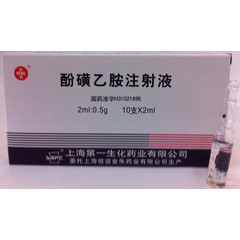 酚磺乙胺注射液
国药准字H31021695
2ml:0.5g 10支X2ml
上海第一生化药业有限公司
委托上海信谊金朱药业有限公司生产